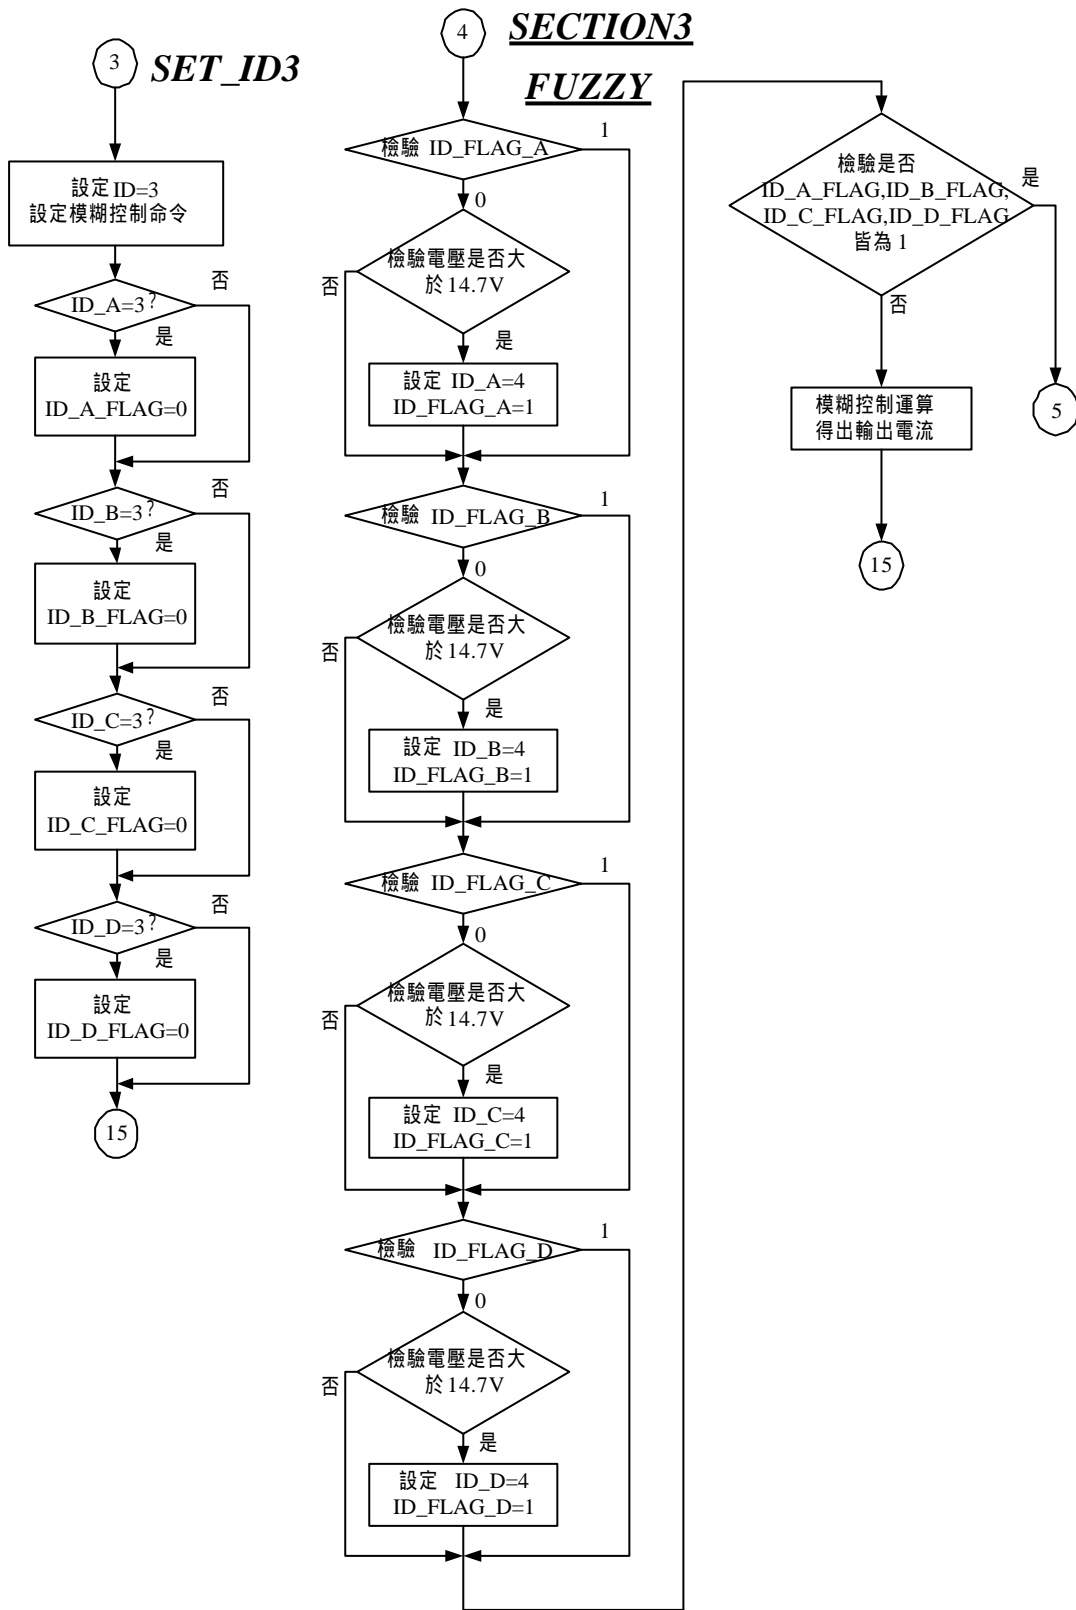 3
SET_ID3
設定ID=3
設定模糊控制命令
ID_A=3?
否
是
設定
ID_A_FLAG=0
ID_B=3?
否
是
設定
ID_B_FLAG=0
ID_C=3?
否
是
設定
ID_C_FLAG=0
ID_D=3?
否
是
設定
ID_D_FLAG=0
15
4
SECTION3
FUZZY
檢驗 ID_FLAG_A
1
0
檢驗電壓是否大
於14.7V
否
是
設定 ID_A=4
ID_FLAG_A=1
檢驗 ID_FLAG_B
1
0
檢驗電壓是否大
於14.7V
否
是
設定 ID_B=4
ID_FLAG_B=1
檢驗 ID_FLAG_C
1
0
檢驗電壓是否大
於14.7V
否
是
設定 ID_C=4
ID_FLAG_C=1
檢驗 ID_FLAG_D
1
0
檢驗電壓是否大
於14.7V
否
是
設定 ID_D=4
ID_FLAG_D=1
檢驗是否
ID_A_FLAG,ID_B_FLAG,
ID_C_FLAG,ID_D_FLAG
皆為 1
是
否
模糊控制運算
得出輸出電流
5
15